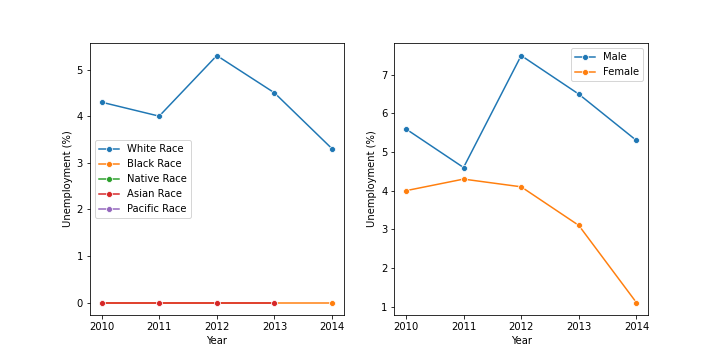 Unemployment (%)
5
4
3
2
1
0
White Race
Black Race
Native Race
Asian Race
Pacific Race
2010 2011 2012 2013 2014
Year
Unemployment (%)
7
6
5
4
3
2
1
Male
Female
2010 2011 2012 2013 2014
Year